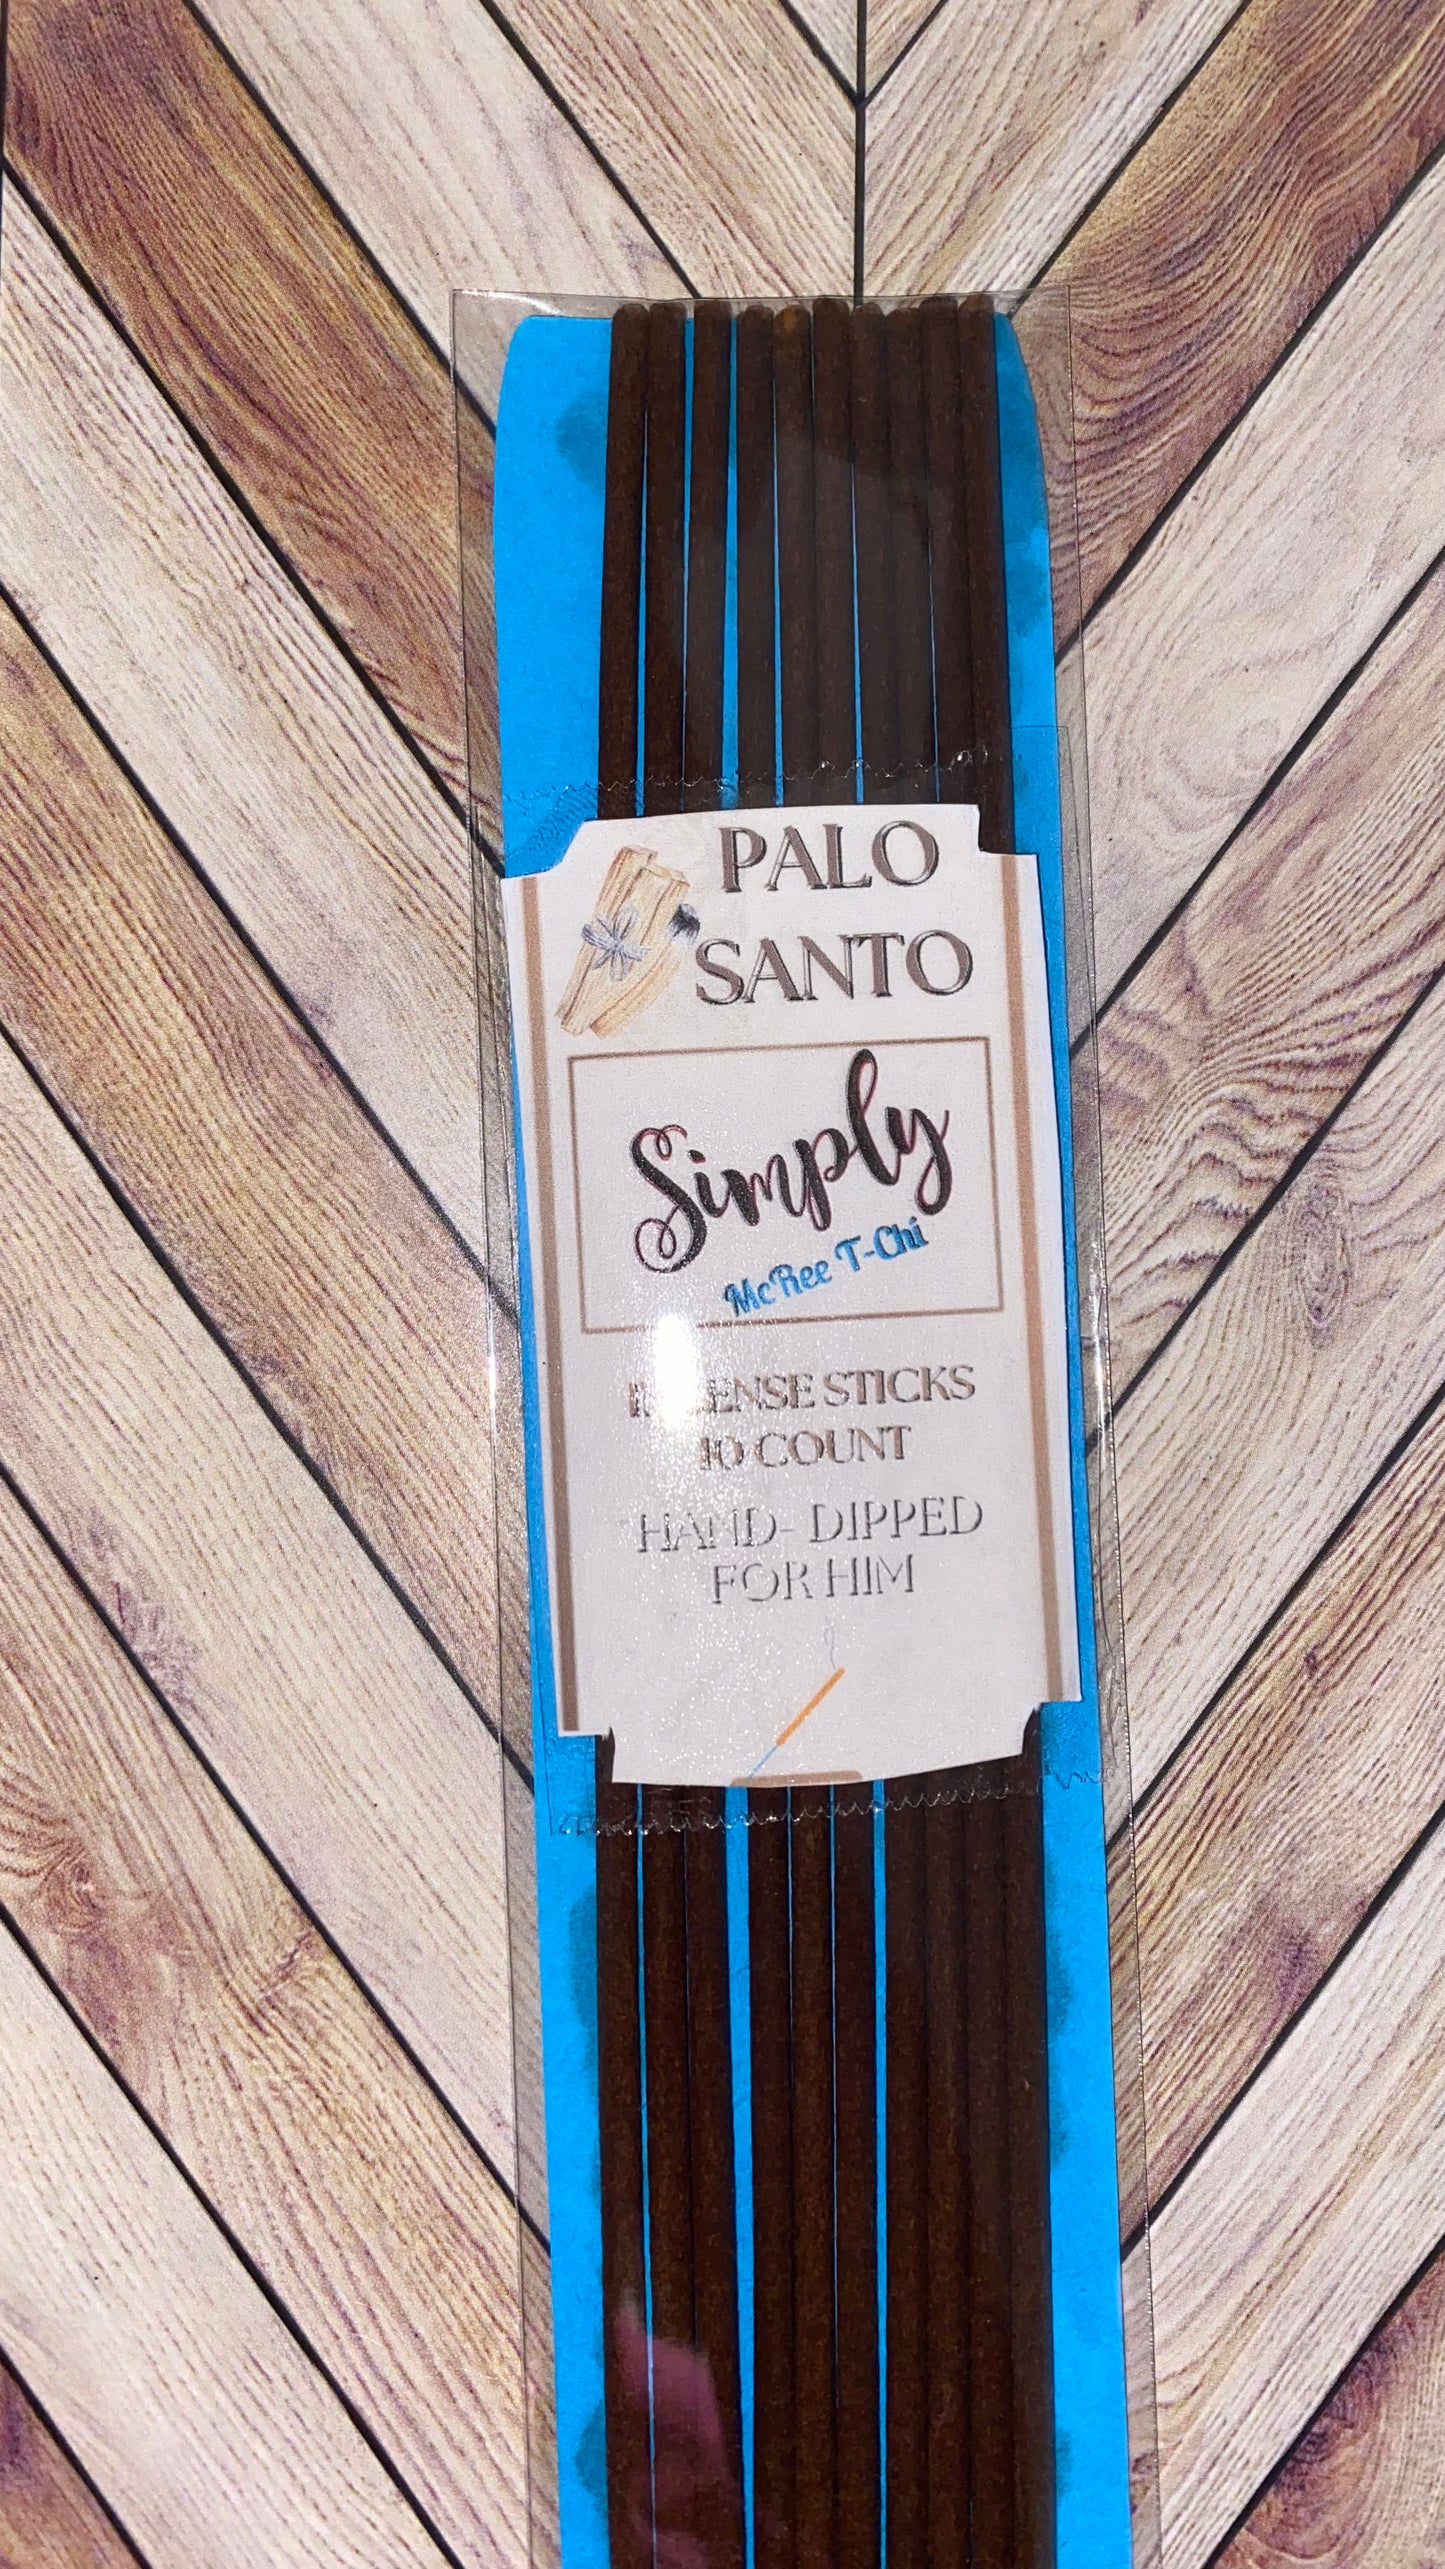 PALO
SANTO
Simply
McRee T-Chi
INCENSE STICKS
10 COUNT
HAND- DIPPED
FOR HIM